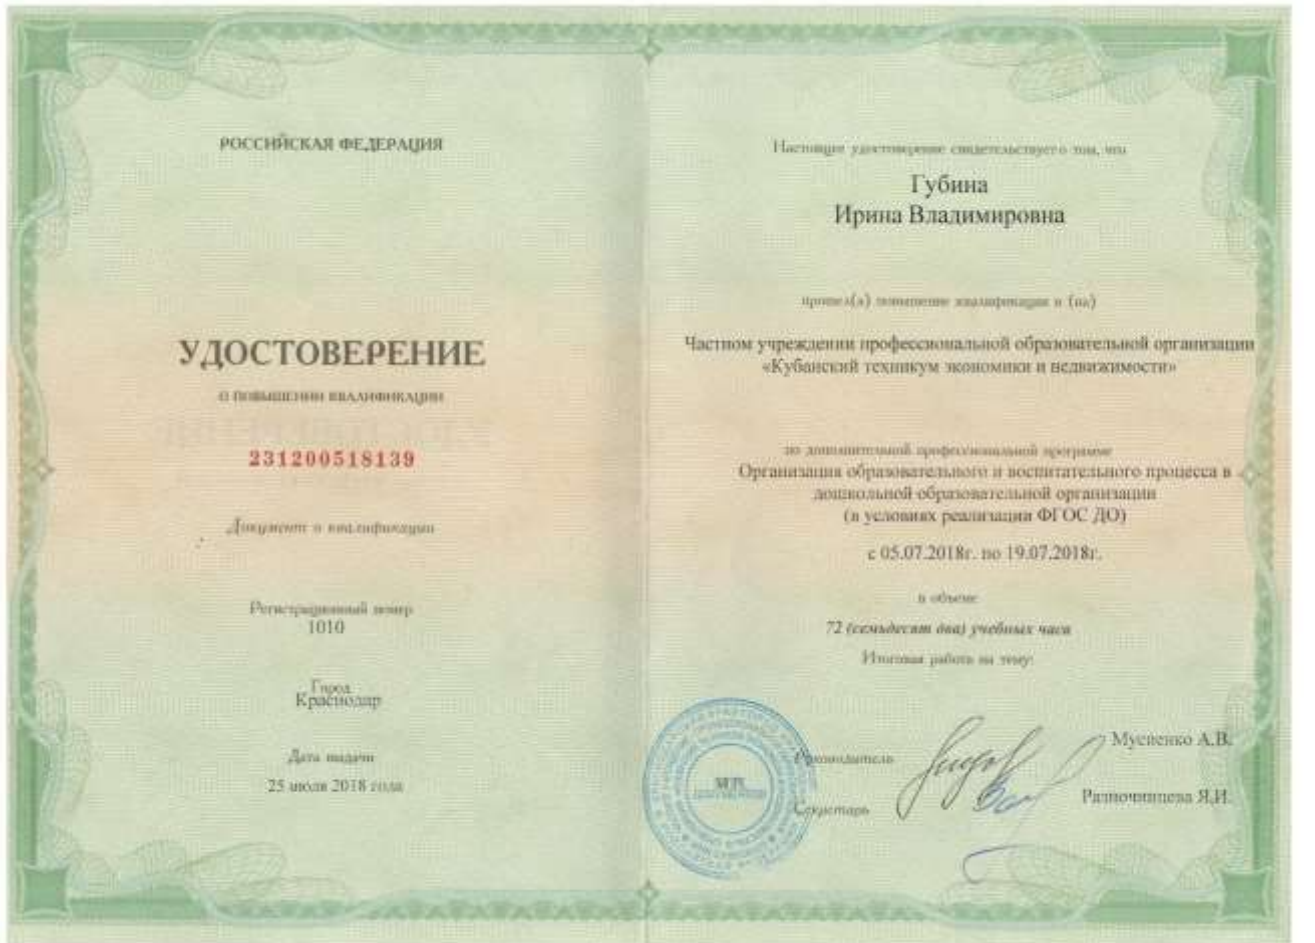 РОССИЙСКАЯ ФЕДЕРАЦИЯ
УДОСТОВЕРЕНИЕ
О ПОВЫШЕНИИ КВАЛИФИКАЦИИ
231200518139
Документ о квалификации
Регистрационный номер
1010
Город
Краснодар
Дата выдачи
25 июля 2018 года
Настоящее удостоверение свидетельствует о том, что
Губина
Ирина Владимировна
прошел(а) повышение квалификации в (на)
Частном учреждении профессиональной образовательной организации
«Кубанский техникум экономики и недвижимости»
по дополнительной профессиональной программе
Организация образовательного и воспитательного процесса в
дошкольной образовательной организации
(в условиях реализации ФГОС ДО)
с 05.07.2018г. по 19.07.2018г.
в объеме
72 (семьдесят два) учебных часа
Итоговая работа на тему:
М.П.
Руководитель
Мусиенко А.В.
Секретарь
Разночинцева Я.И.